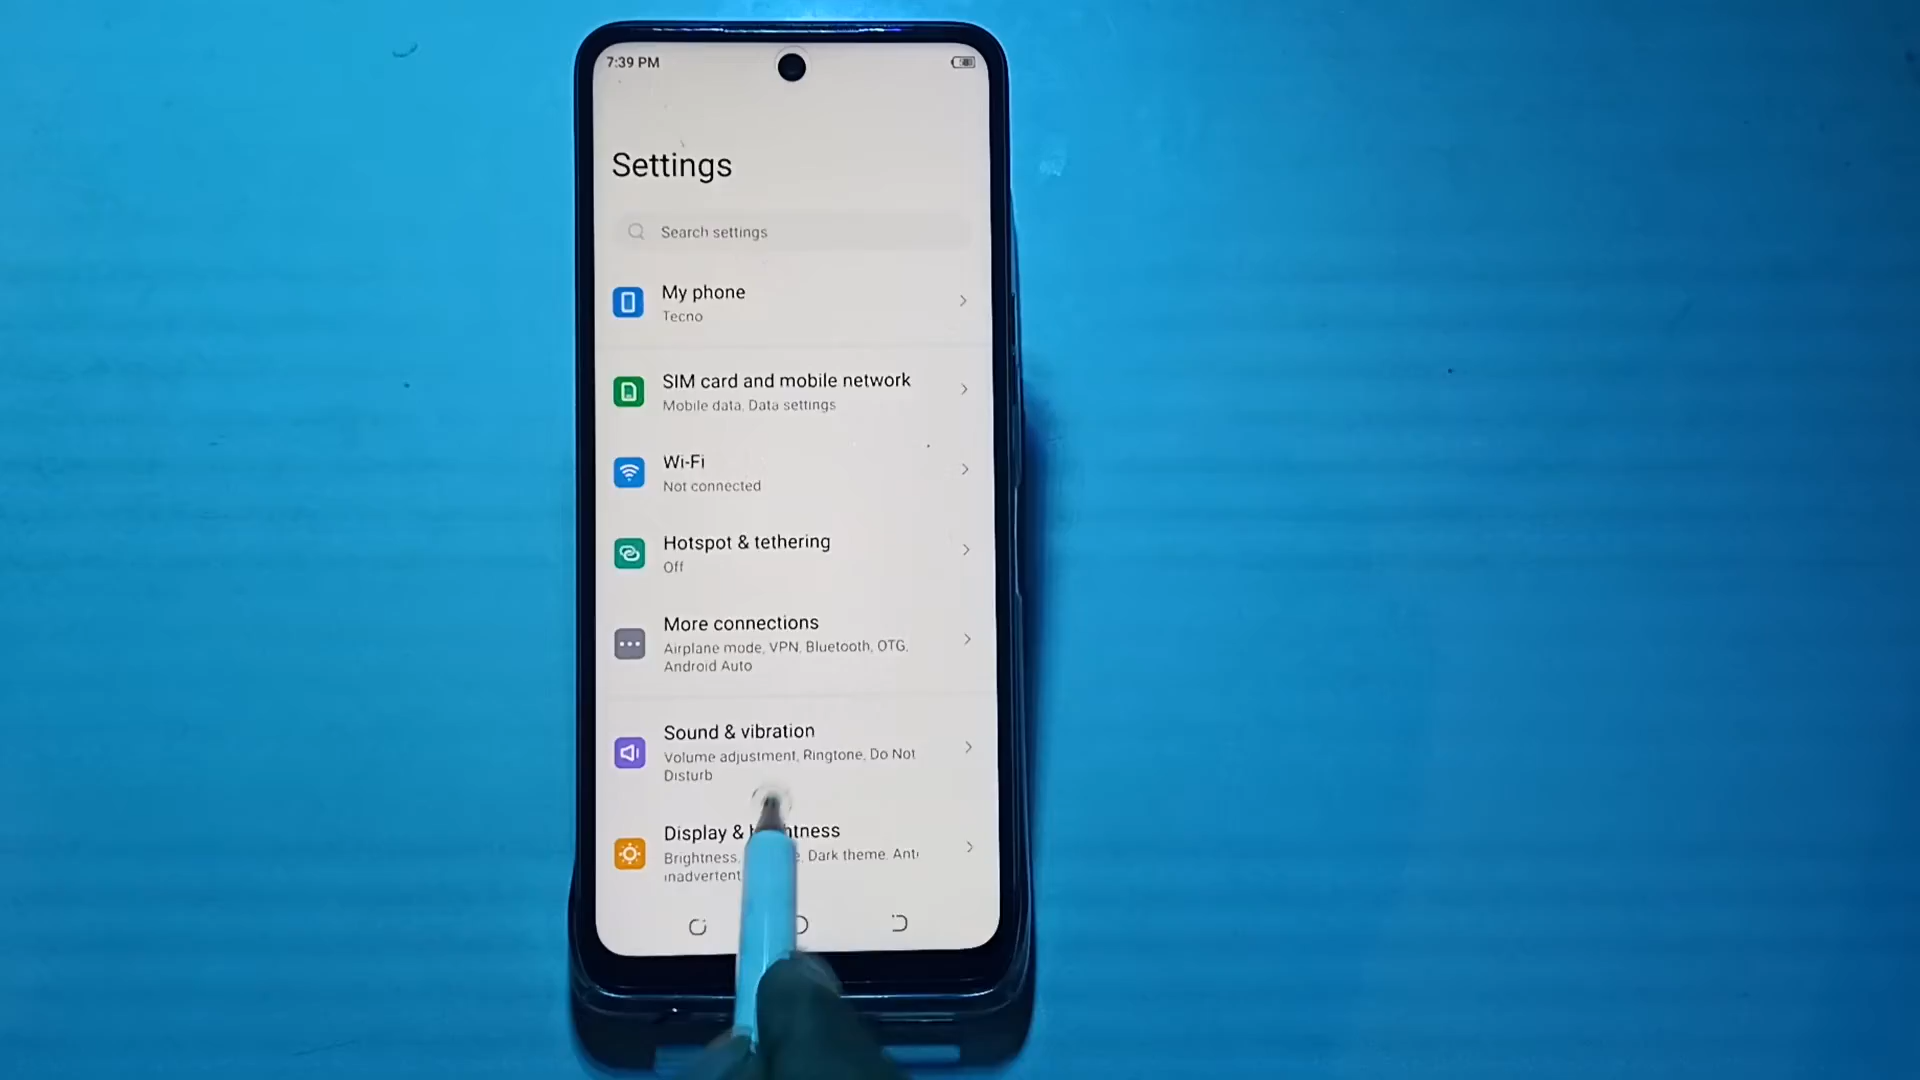 7:39 PM
Settings
Search settings
My phone
Tecno
SIM card and mobile network
Mobile data, Data settings
Wi-Fi
Not connected
Hotspot & tethering
Off
More connections
Airplane mode, VPN, Bluetooth, OTG,
Android Auto
Sound & vibration
Volume adjustment, Ringtone, Do Not
Disturb
Display &
Brightness, Dark theme, Anti
inadvertent